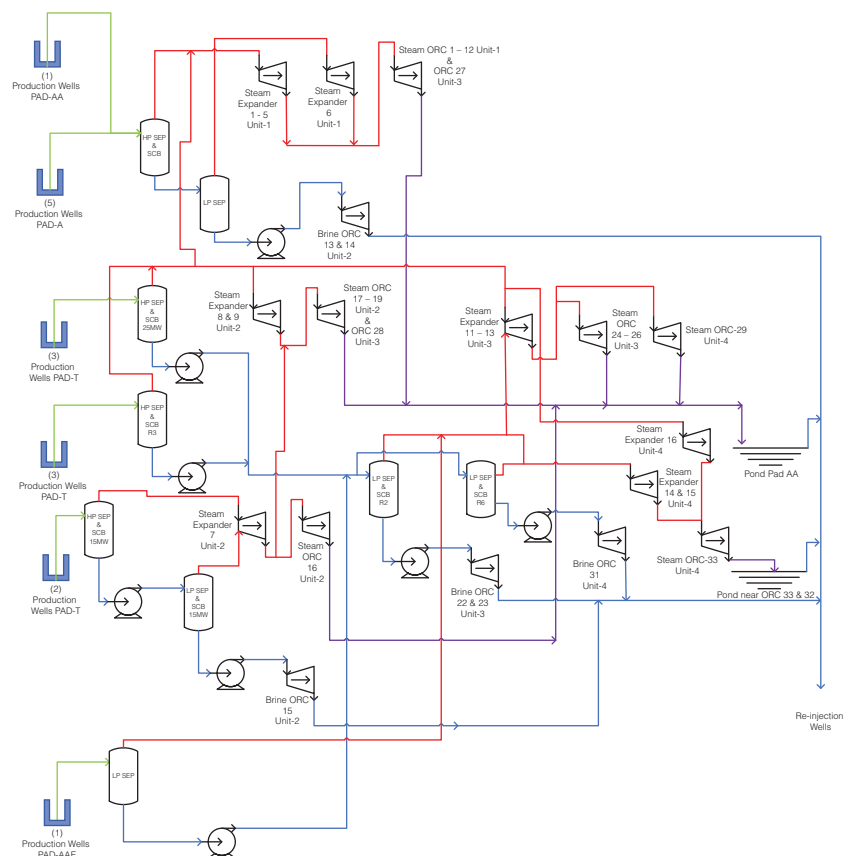 (1)
Production Wells
PAD-AA
HP SEP
&
SCB
(5)
Production Wells
PAD-A
LP SEP
Steam
Expander
1 - 5
Unit-1
Steam
Expander
6
Unit-1
Steam ORC 1 – 12 Unit-1
&
ORC 27
Unit-3
Brine ORC
13 & 14
Unit-2
HP SEP
&
SCB
25MW
(3)
Production
Wells PAD-T
Steam
Expander
8 & 9
Unit-2
Steam ORC
17 – 19
Unit-2
&
ORC 28
Unit-3
Steam
Expander
11 – 13
Unit-3
Steam
ORC
24 – 26
Unit-3
Steam ORC-29
Unit-4
HP SEP
&
SCB
R3
(3)
Production Wells
PAD-T
Steam
Expander 16
Unit-4
Pond Pad AA
LP SEP
&
SCB
R2
LP SEP
&
SCB
R6
Steam
Expander
14 & 15
Unit-4
HP SEP
&
SCB
15MW
(2)
Production
Wells PAD-T
Steam
Expander
7
Unit-2
Steam
ORC
16
Unit-2
LP SEP
&
SCB
15MW
Brine ORC
22 & 23
Unit-3
Brine ORC
31
Unit-4
Steam ORC-33
Unit-4
Pond near ORC 33 & 32
Brine ORC
15
Unit-2
Re-injection
Wells
LP SEP
(1)
Production Wells
PAD-AAE